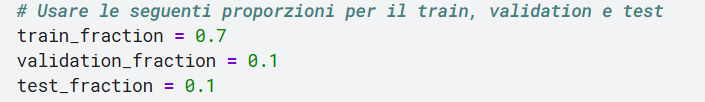 # Usare le seguenti proporzioni per il train, validation e test
train_fraction = 0.7
validation_fraction = 0.1
test_fraction = 0.1